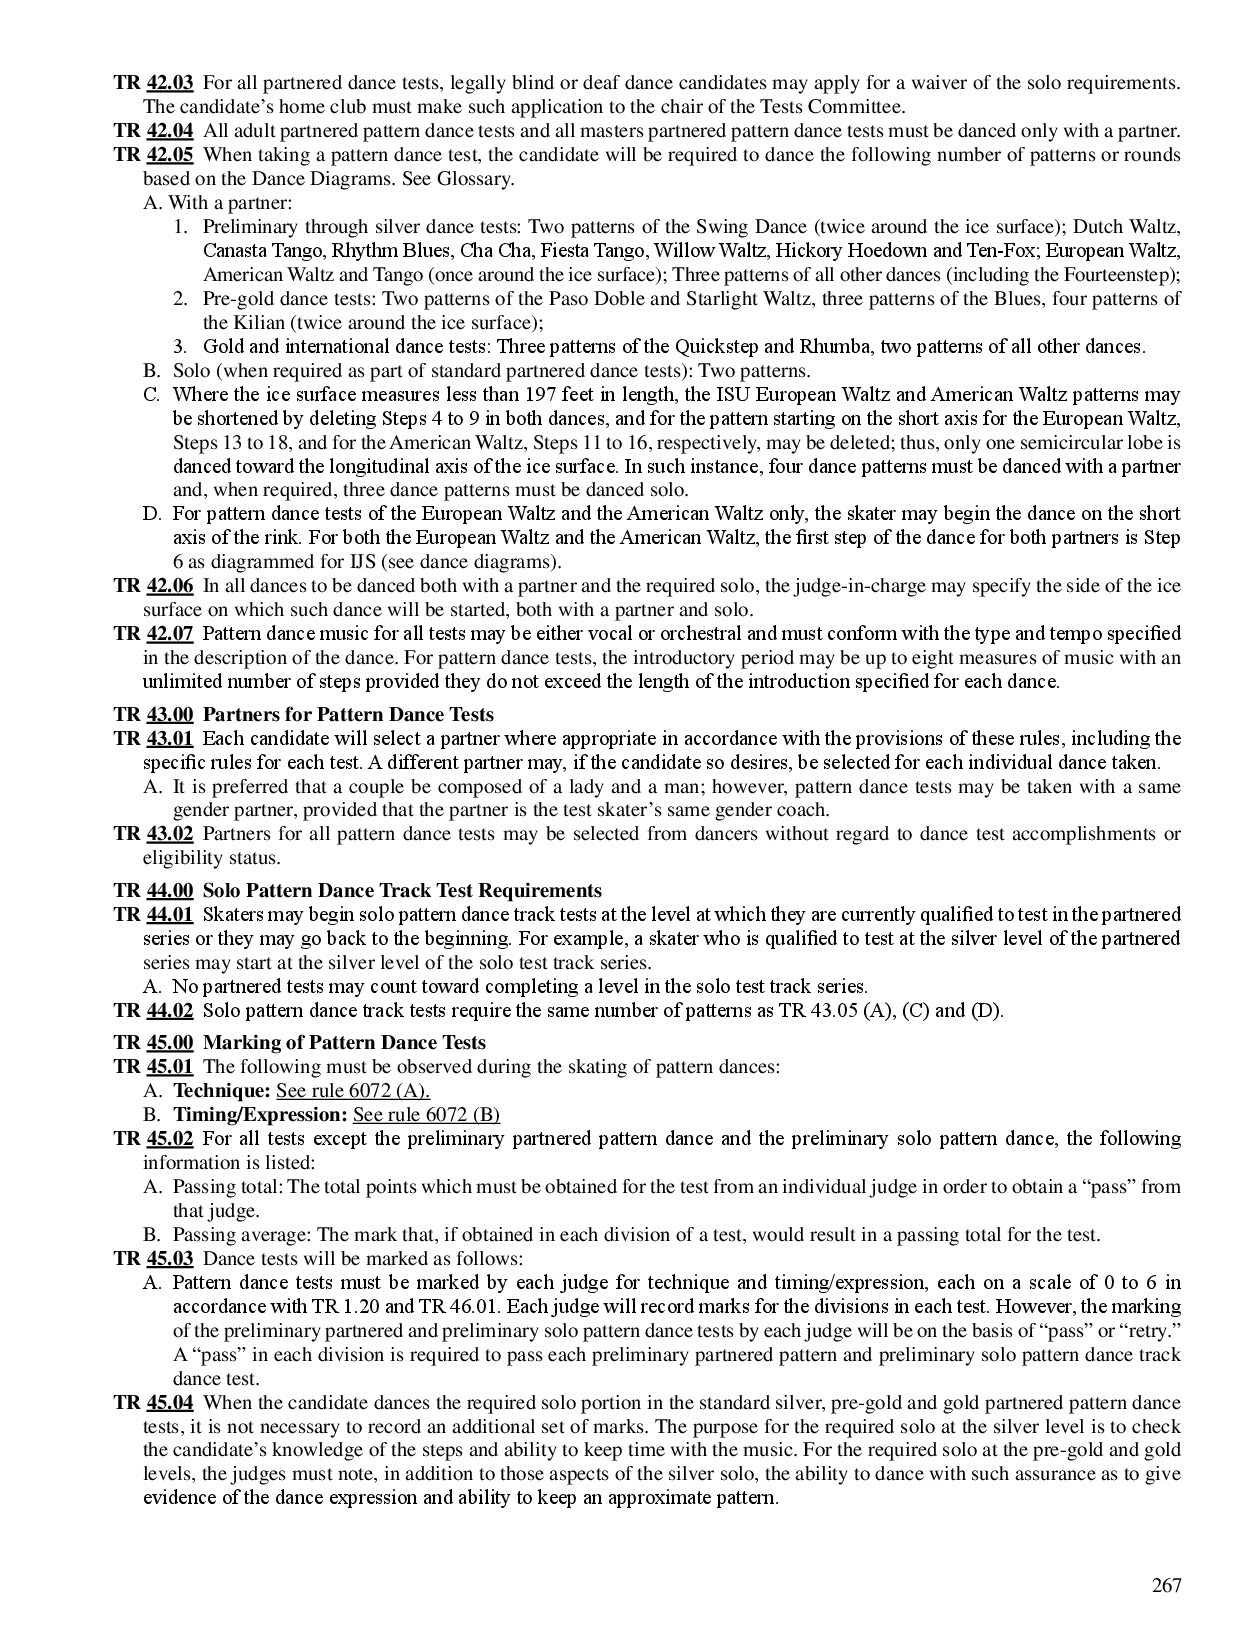 TR 42.03 For all partnered dance tests, legally blind or deaf dance candidates may apply for a waiver of the solo requirements.
The candidate’s home club must make such application to the chair of the Tests Committee.
TR 42.04 All adult partnered pattern dance tests and all masters partnered pattern dance tests must be danced only with a partner.
TR 42.05 When taking a pattern dance test, the candidate will be required to dance the following number of patterns or rounds
based on the Dance Diagrams. See Glossary.
A. With a partner:
1. Preliminary through silver dance tests: Two patterns of the Swing Dance (twice around the ice surface); Dutch Waltz,
Canasta Tango, Rhythm Blues, Cha Cha, Fiesta Tango, Willow Waltz, Hickory Hoedown and Ten-Fox; European Waltz,
American Waltz and Tango (once around the ice surface); Three patterns of all other dances (including the Fourteenstep);
2. Pre-gold dance tests: Two patterns of the Paso Doble and Starlight Waltz, three patterns of the Blues, four patterns of
the Kilian (twice around the ice surface);
3. Gold and international dance tests: Three patterns of the Quickstep and Rhumba, two patterns of all other dances.
B. Solo (when required as part of standard partnered dance tests): Two patterns.
C. Where the ice surface measures less than 197 feet in length, the ISU European Waltz and American Waltz patterns may
be shortened by deleting Steps 4 to 9 in both dances, and for the pattern starting on the short axis for the European Waltz,
Steps 13 to 18, and for the American Waltz, Steps 11 to 16, respectively, may be deleted; thus, only one semicircular lobe is
danced toward the longitudinal axis of the ice surface. In such instance, four dance patterns must be danced with a partner
and, when required, three dance patterns must be danced solo.
D. For pattern dance tests of the European Waltz and the American Waltz only, the skater may begin the dance on the short
axis of the rink. For both the European Waltz and the American Waltz, the first step of the dance for both partners is Step
6 as diagrammed for IJS (see dance diagrams).
TR 42.06 In all dances to be danced both with a partner and the required solo, the judge-in-charge may specify the side of the ice
surface on which such dance will be started, both with a partner and solo.
TR 42.07 Pattern dance music for all tests may be either vocal or orchestral and must conform with the type and tempo specified
in the description of the dance. For pattern dance tests, the introductory period may be up to eight measures of music with an
unlimited number of steps provided they do not exceed the length of the introduction specified for each dance.
TR 43.00 Partners for Pattern Dance Tests
TR 43.01 Each candidate will select a partner where appropriate in accordance with the provisions of these rules, including the
specific rules for each test. A different partner may, if the candidate so desires, be selected for each individual dance taken.
A. It is preferred that a couple be composed of a lady and a man; however, pattern dance tests may be taken with a same
gender partner, provided that the partner is the test skater’s same gender coach.
TR 43.02 Partners for all pattern dance tests may be selected from dancers without regard to dance test accomplishments or
eligibility status.
TR 44.00 Solo Pattern Dance Track Test Requirements
TR 44.01 Skaters may begin solo pattern dance track tests at the level at which they are currently qualified to test in the partnered
series or they may go back to the beginning. For example, a skater who is qualified to test at the silver level of the partnered
series may start at the silver level of the solo test track series.
A. No partnered tests may count toward completing a level in the solo test track series.
TR 44.02 Solo pattern dance track tests require the same number of patterns as TR 43.05 (A), (C) and (D).
TR 45.00 Marking of Pattern Dance Tests
TR 45.01 The following must be observed during the skating of pattern dances:
A. Technique: See rule 6072 (A).
B. Timing/Expression: See rule 6072 (B)
TR 45.02 For all tests except the preliminary partnered pattern dance and the preliminary solo pattern dance, the following
information is listed:
A. Passing total: The total points which must be obtained for the test from an individual judge in order to obtain a “pass” from
that judge.
B. Passing average: The mark that, if obtained in each division of a test, would result in a passing total for the test.
TR 45.03 Dance tests will be marked as follows:
A. Pattern dance tests must be marked by each judge for technique and timing/expression, each on a scale of 0 to 6 in
accordance with TR 1.20 and TR 46.01. Each judge will record marks for the divisions in each test. However, the marking
of the preliminary partnered and preliminary solo pattern dance tests by each judge will be on the basis of “pass” or “retry.”
A “pass” in each division is required to pass each preliminary partnered pattern and preliminary solo pattern dance track
dance test.
TR 45.04 When the candidate dances the required solo portion in the standard silver, pre-gold and gold partnered pattern dance
tests, it is not necessary to record an additional set of marks. The purpose for the required solo at the silver level is to check
the candidate’s knowledge of the steps and ability to keep time with the music. For the required solo at the pre-gold and gold
levels, the judges must note, in addition to those aspects of the silver solo, the ability to dance with such assurance as to give
evidence of the dance expression and ability to keep an approximate pattern.
267